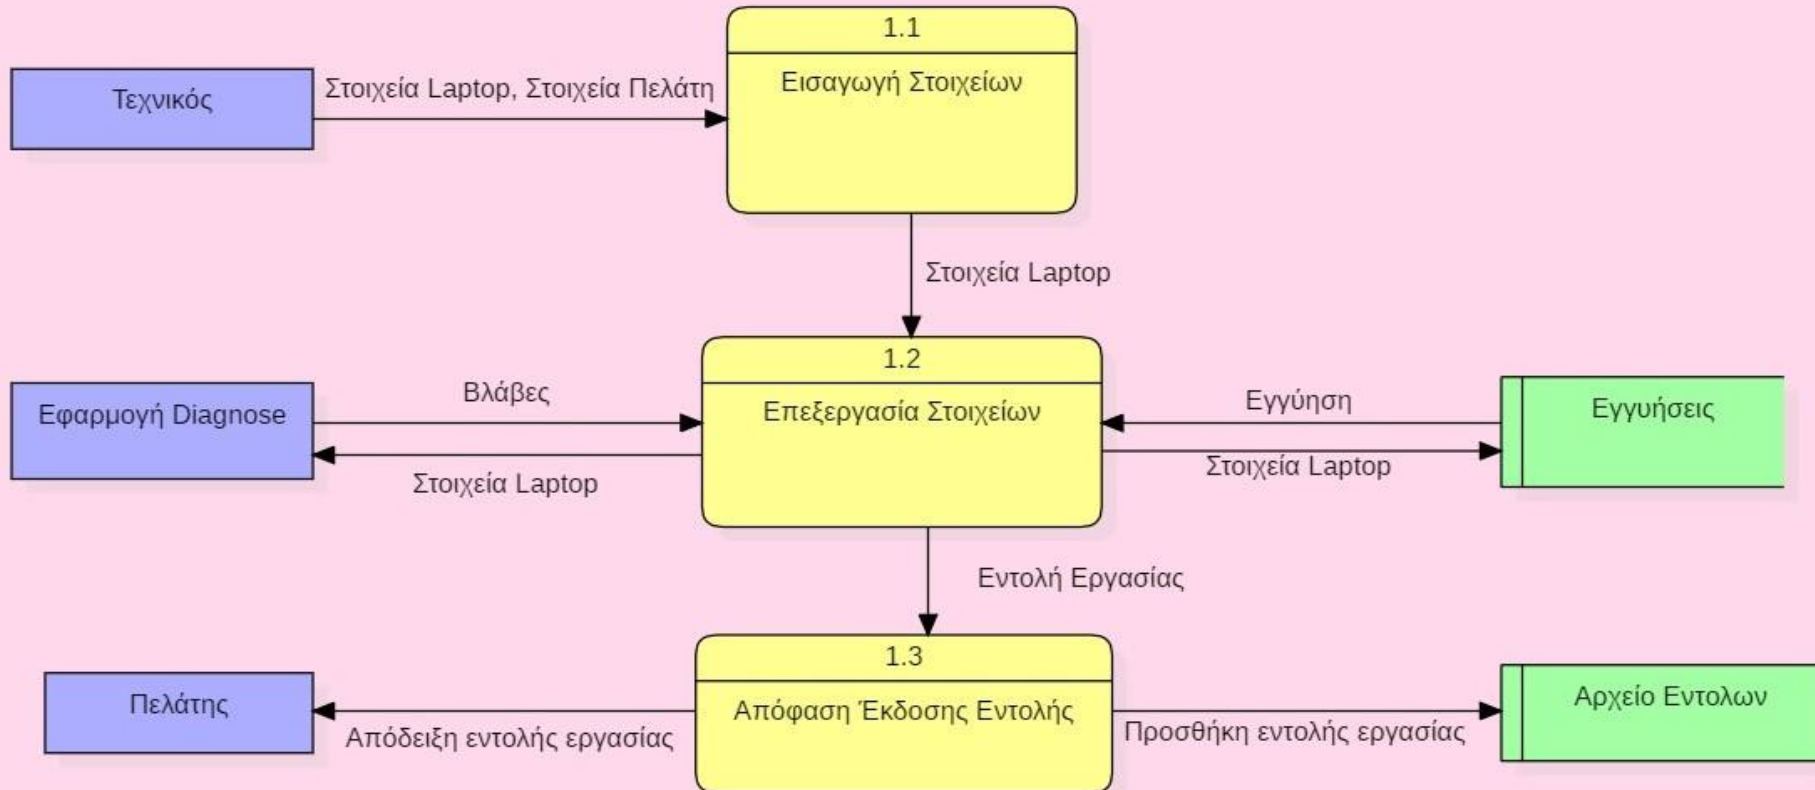 1.1
Τεχνικός
Στοιχεία Laptop, Στοιχεία Πελάτη
Εισαγωγή Στοιχείων
Στοιχεία Laptop
1.2
Εφαρμογή Diagnose
Βλάβες
Επεξεργασία Στοιχείων
Εγγύηση
Εγγυήσεις
Στοιχεία Laptop
Στοιχεία Laptop
Εντολή Εργασίας
1.3
Πελάτης
Απόδειξη εντολής εργασίας
Απόφαση Έκδοσης Εντολής
Προσθήκη εντολής εργασίας
Αρχείο Εντολων